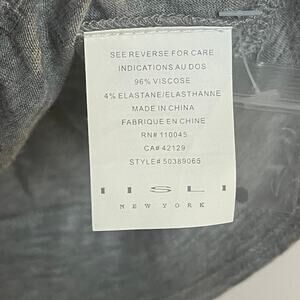 SEE REVERSE FOR CARE
INDICATIONS AU DOS
96% VISCOSE
4% ELASTANE/ELASTHANNE
MADE IN CHINA
FABRIQUE EN CHINE
RN# 110045
CA# 42129
STYLE# 50389065
I I S L I
NEW YORK